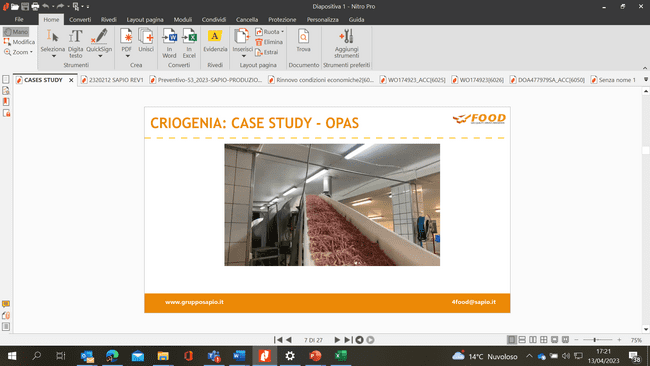 Diapositiva 1 - Nitro Pro
File Home Converti Rivedi Layout pagina Moduli Condividi Cancella Protezione Personalizza Guida
Mano
Modifica
Zoom
Seleziona
Digita testo
QuickSign
Strumenti
PDF
Unisci
Crea
In Word
In Excel
Converti
Evidenzia
Rivedi
Inserisci
Ruota
Elimina
Estrai
Layout pagina
Trova
Documento
Aggiungi strumenti
Strumenti preferiti
CASES STUDY
2320212 SAPIO REV1
Preventivo-53_2023-SAPIO-PRODUZIO...
Rinnovo condizioni economiche2[60...
WO174923_ACC[6025]
WO174923[6026]
DOA4779795A_ACC[6050]
Senza nome 1
CRIOGENIA: CASE STUDY - OPAS
4FOOD
www.grupposapio.it
4food@sapio.it
7 DI 27
75%
14°C Nuvoloso
17:21
13/04/2023